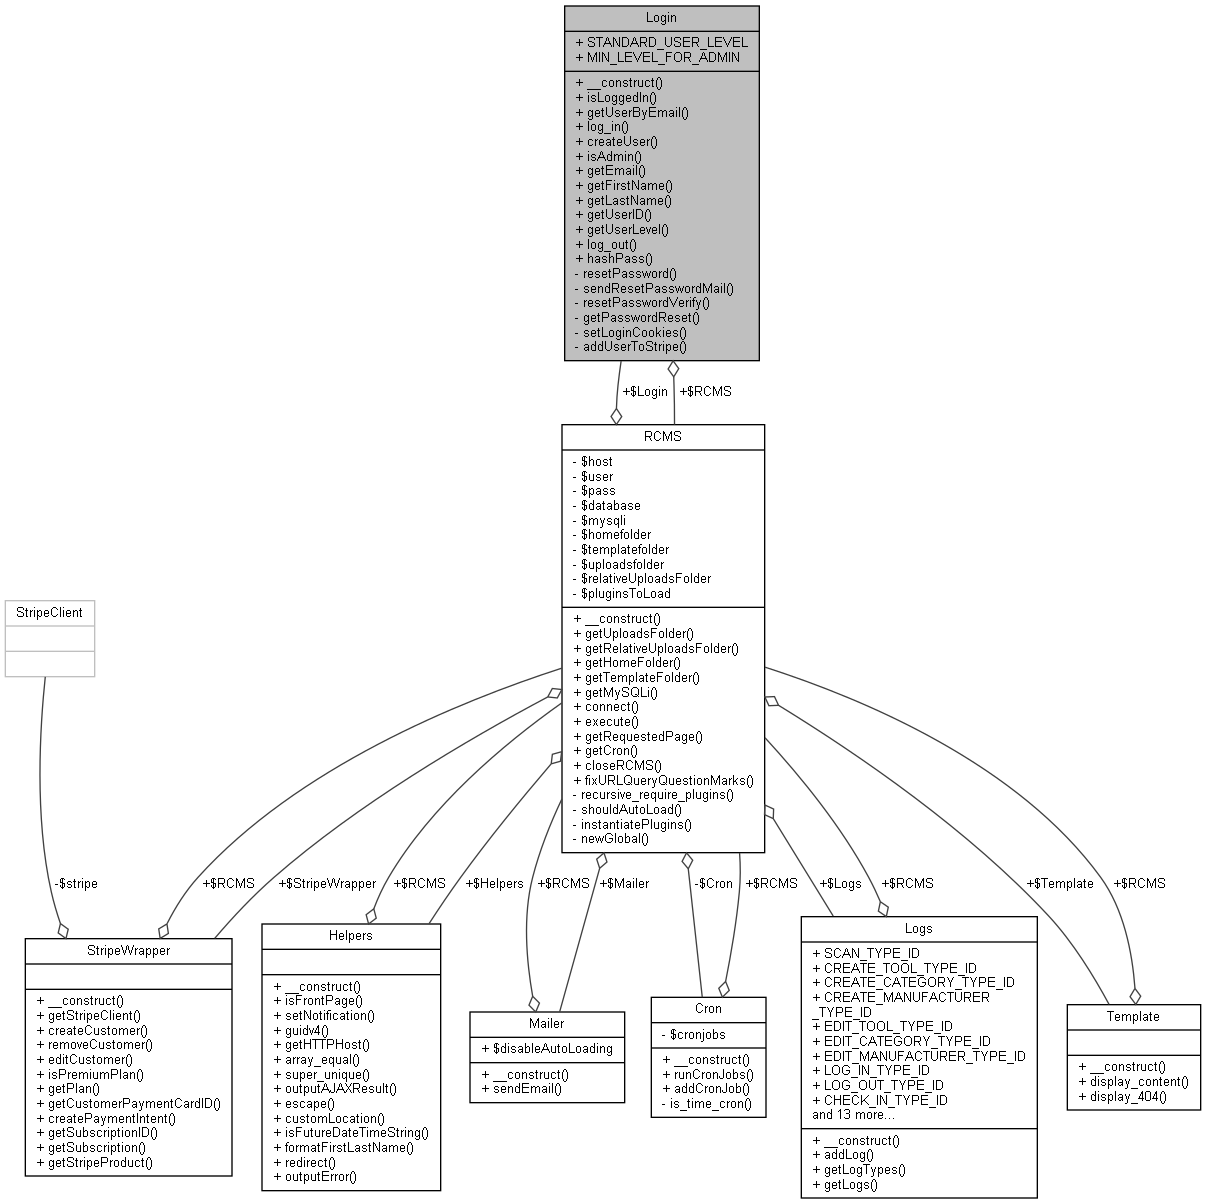 Login
+ STANDARD_USER_LEVEL
+ MIN_LEVEL_FOR_ADMIN
+ __construct()
+ isLoggedIn()
+ getUserByEmail()
+ log_in()
+ createUser()
+ isAdmin()
+ getEmail()
+ getFirstName()
+ getLastName()
+ getUserID()
+ getUserLevel()
+ log_out()
+ hashPass()
- resetPassword()
- sendResetPasswordMail()
- resetPasswordVerify()
- getPasswordReset()
- setLoginCookies()
- addUserToStripe()
+$Login
+$RCMS
RCMS
- $host
- $user
- $pass
- $database
- $mysqli
- $homefolder
- $templatefolder
- $uploadsfolder
- $relativeUploadsFolder
- $pluginsToLoad
+ __construct()
+ getUploadsFolder()
+ getRelativeUploadsFolder()
+ getHomeFolder()
+ getTemplateFolder()
+ getMySQLi()
+ connect()
+ execute()
+ getRequestedPage()
+ getCron()
+ closeRCMS()
+ fixURLQueryQuestionMarks()
- recursive_require_plugins()
- shouldAutoLoad()
- instantiatePlugins()
- newGlobal()
StripeClient
-$stripe
+$RCMS
+$StripeWrapper
+$RCMS
+$Helpers
+$RCMS
+$Mailer
-$Cron
+$RCMS
+$Logs
+$RCMS
+$Template
+$RCMS
StripeWrapper
+ __construct()
+ getStripeClient()
+ createCustomer()
+ removeCustomer()
+ editCustomer()
+ isPremiumPlan()
+ getPlan()
+ getCustomerPaymentCardID()
+ createPaymentIntent()
+ getSubscriptionID()
+ getSubscription()
+ getStripeProduct()
Helpers
+ __construct()
+ isFrontPage()
+ setNotification()
+ guidv4()
+ getHTTPHost()
+ array_equal()
+ super_unique()
+ outputAJAXResult()
+ escape()
+ customLocation()
+ isFutureDateTimeString()
+ formatFirstLastName()
+ redirect()
+ outputError()
Mailer
+ $disableAutoLoading
+ __construct()
+ sendEmail()
Cron
- $cronjobs
+ __construct()
+ runCronJobs()
+ addCronJob()
- is_time_cron()
Logs
+ SCAN_TYPE_ID
+ CREATE_TOOL_TYPE_ID
+ CREATE_CATEGORY_TYPE_ID
+ CREATE_MANUFACTURER
_TYPE_ID
+ EDIT_TOOL_TYPE_ID
+ EDIT_CATEGORY_TYPE_ID
+ EDIT_MANUFACTURER_TYPE_ID
+ LOG_IN_TYPE_ID
+ LOG_OUT_TYPE_ID
+ CHECK_IN_TYPE_ID
and 13 more...
+ __construct()
+ addLog()
+ getLogTypes()
+ getLogs()
Template
+ __construct()
+ display_content()
+ display_404()